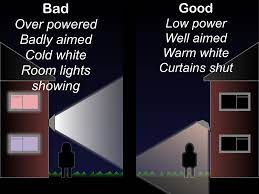 Bad
Over powered
Badly aimed
Cold white
Room lights
showing
Good
Low power
Well aimed
Warm white
Curtains shut